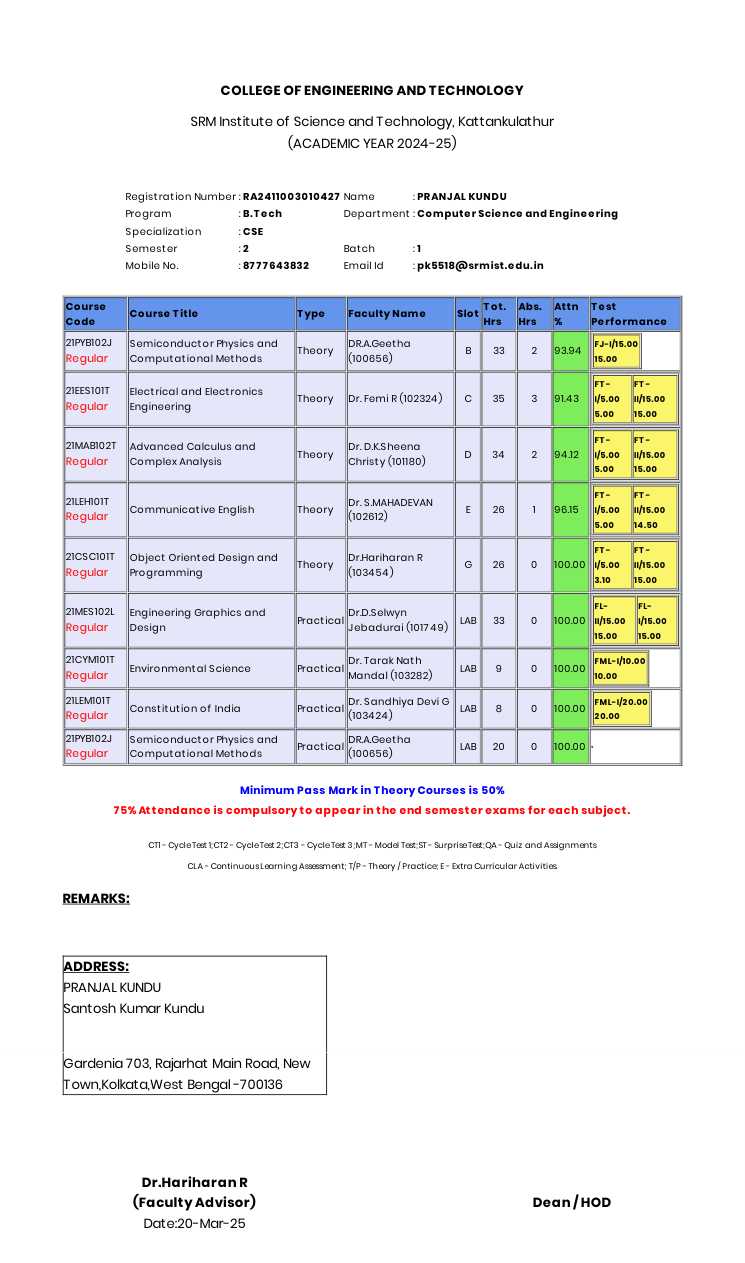 COLLEGE OF ENGINEERING AND TECHNOLOGY
SRM Institute of Science and Technology, Kattankulathur
(ACADEMIC YEAR 2024-25)
Registration Number : RA2411003010427 Name : PRANJAL KUNDU
Program : B.Tech Department : Computer Science and Engineering
Specialization : CSE
Semester : 2 Batch : 1
Mobile No. : 8777643832 Email Id : pk5518@srmist.edu.in
Course Code Course Title Type Faculty Name Slot Tot. Hrs Abs. Hrs Attn % Test Performance
21PYB102J Regular Semiconductor Physics and Computational Methods Theory DR.A.Geetha (100656) B 33 2 93.94 FJ-I/15.00 15.00
21EES101T Regular Electrical and Electronics Engineering Theory Dr. Femi R (102324) C 35 3 91.43 FT-I/5.00 5.00 FT-II/15.00 15.00
21MAB102T Regular Advanced Calculus and Complex Analysis Theory Dr. D.K.Sheena Christy (101180) D 34 2 94.12 FT-I/5.00 5.00 FT-II/15.00 15.00
21LEH101T Regular Communicative English Theory Dr. S.MAHADEVAN (102612) E 26 1 96.15 FT-I/5.00 5.00 FT-II/15.00 14.50
21CSC101T Regular Object Oriented Design and Programming Theory Dr.Hariharan R (103454) G 26 0 100.00 FT-I/5.00 3.10 FT-II/15.00 15.00
21MES102L Regular Engineering Graphics and Design Practical Dr.D.Selwyn Jebadurai (101749) LAB 33 0 100.00 FL-II/15.00 15.00 FL-I/15.00 15.00
21CYM101T Regular Environmental Science Practical Dr. Tarak Nath Mandal (103282) LAB 9 0 100.00 FML-I/10.00 10.00
21LEM101T Regular Constitution of India Practical Dr. Sandhiya Devi G (103424) LAB 8 0 100.00 FML-I/20.00 20.00
21PYB102J Regular Semiconductor Physics and Computational Methods Practical DR.A.Geetha (100656) LAB 20 0 100.00 -
Minimum Pass Mark in Theory Courses is 50%
75% Attendance is compulsory to appear in the end semester exams for each subject.
CT1 - Cycle Test 1; CT2 - Cycle Test 2; CT3 - Cycle Test 3; MT - Model Test; ST - Surprise Test; QA - Quiz and Assignments
CLA - Continuous Learning Assessment; T/P - Theory / Practice; E - Extra Curricular Activities.
REMARKS:
ADDRESS:
PRANJAL KUNDU
Santosh Kumar Kundu
Gardenia 703, Rajarhat Main Road, New
Town,Kolkata,West Bengal -700136
Dr.Hariharan R
(Faculty Advisor) Dean / HOD
Date:20-Mar-25